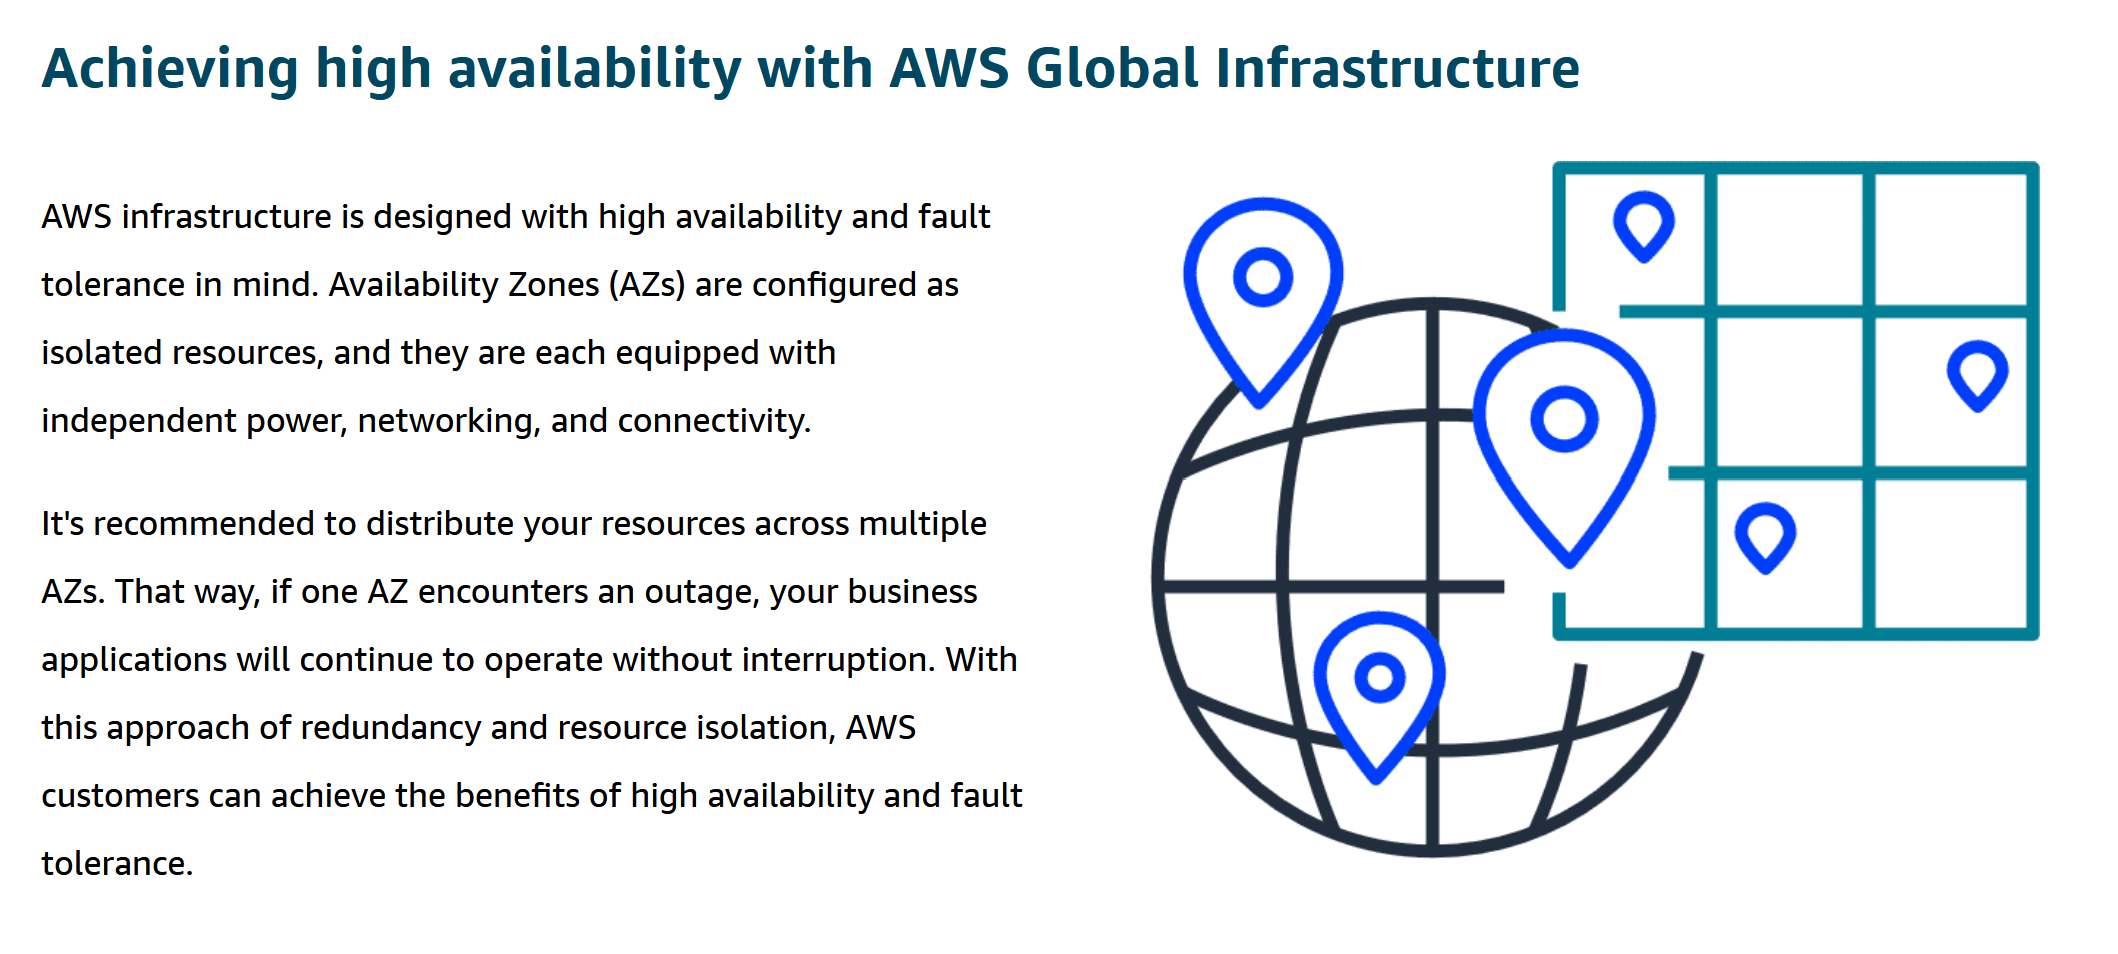 Achieving high availability with AWS Global Infrastructure
AWS infrastructure is designed with high availability and fault
tolerance in mind. Availability Zones (AZs) are configured as
isolated resources, and they are each equipped with
independent power, networking, and connectivity.
It's recommended to distribute your resources across multiple
AZs. That way, if one AZ encounters an outage, your business
applications will continue to operate without interruption. With
this approach of redundancy and resource isolation, AWS
customers can achieve the benefits of high availability and fault
tolerance.